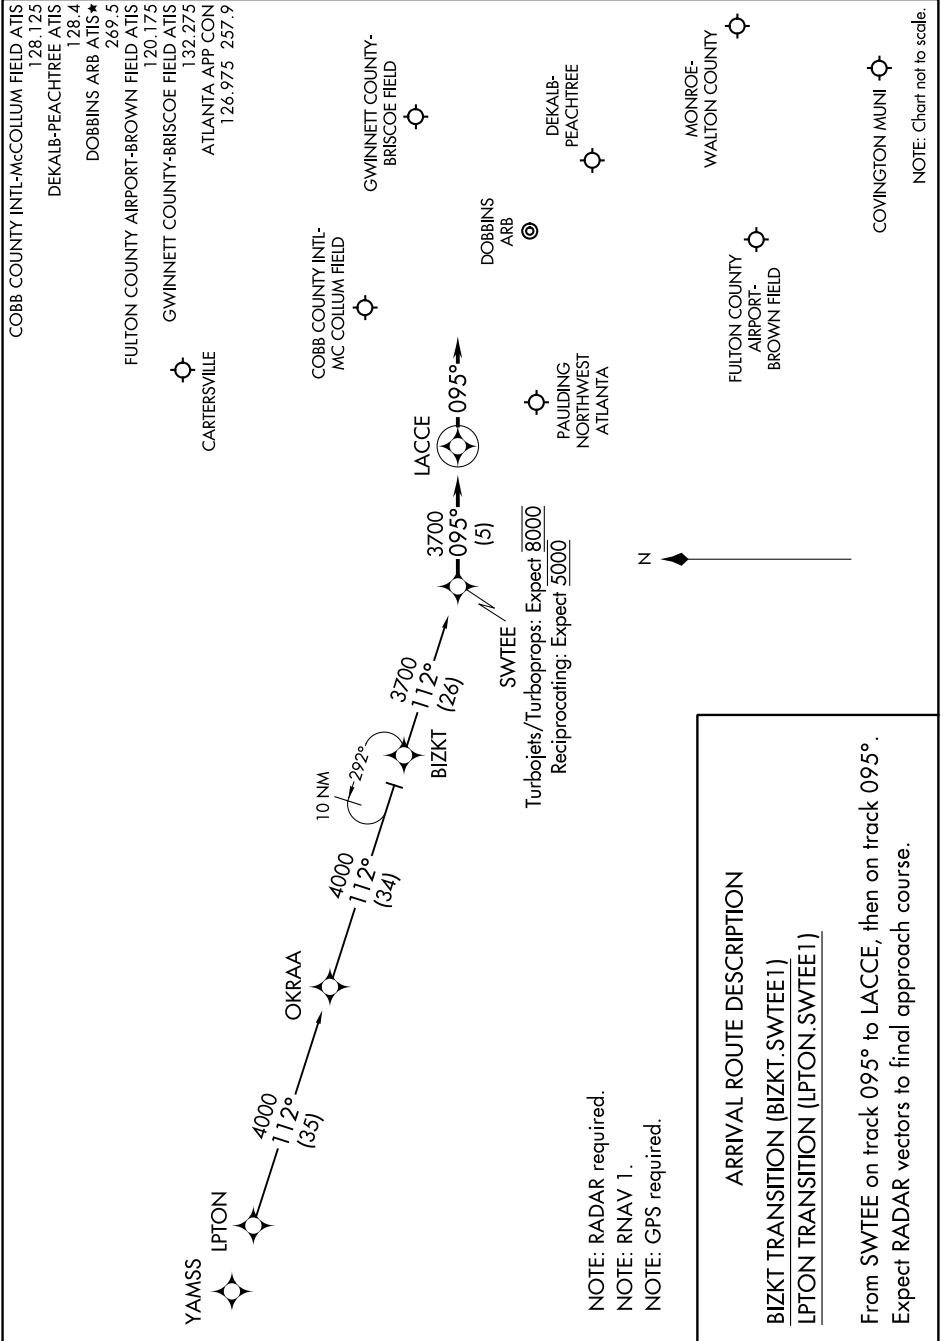 COBB COUNTY INTL-McCOLLUM FIELD ATIS
128.125
DEKALB-PEACHTREE ATIS
128.4
DOBBINS ARB ATIS★
269.5
FULTON COUNTY AIRPORT-BROWN FIELD ATIS
120.175
GWINNETT COUNTY-BRISCOE FIELD ATIS
132.275
ATLANTA APP CON
126.975 257.9
YAMSS
LPTON
4000
112°
(35)
OKRAA
4000
112°
(34)
10 NM
292°
BIZKT
3700
112°
(26)
SWTEE
Turbojets/Turboprops: Expect 8000
Reciprocating: Expect 5000
3700
095°
(5)
LACCE
095°
CARTERSVILLE
COBB COUNTY INTL-
MC COLLUM FIELD
GWINNETT COUNTY-
BRISCOE FIELD
DOBBINS
ARB
DEKALB-
PEACHTREE
PAULDING
NORTHWEST
ATLANTA
MONROE-
WALTON COUNTY
FULTON COUNTY
AIRPORT-
BROWN FIELD
COVINGTON MUNI
N
NOTE: Chart not to scale.
NOTE: RADAR required.
NOTE: RNAV 1.
NOTE: GPS required.
ARRIVAL ROUTE DESCRIPTION
BIZKT TRANSITION (BIZKT.SWTEE1)
LPTON TRANSITION (LPTON.SWTEE1)
From SWTEE on track 095° to LACCE, then on track 095°.
Expect RADAR vectors to final approach course.